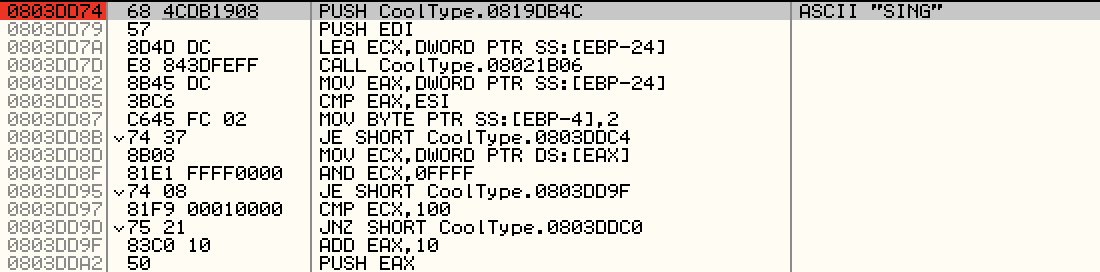 0803DD74 68 4CDB1908 PUSH CoolType.0819DB4C ASCII "SING"
0803DD79 57 PUSH EDI
0803DD7A 8D4D DC LEA ECX,DWORD PTR SS:[EBP-24]
0803DD7D E8 843DFEFF CALL CoolType.08021B06
0803DD82 8B45 DC MOV EAX,DWORD PTR SS:[EBP-24]
0803DD85 3BC6 CMP EAX,ESI
0803DD87 C645 FC 02 MOV BYTE PTR SS:[EBP-4],2
0803DD8B 74 37 JE SHORT CoolType.0803DDC4
0803DD8D 8B08 MOV ECX,DWORD PTR DS:[EAX]
0803DD8F 81E1 FFFF0000 AND ECX,0FFFF
0803DD95 74 08 JE SHORT CoolType.0803DD9F
0803DD97 81F9 00010000 CMP ECX,100
0803DD9D 75 21 JNZ SHORT CoolType.0803DDC0
0803DD9F 83C0 10 ADD EAX,10
0803DDA2 50 PUSH EAX